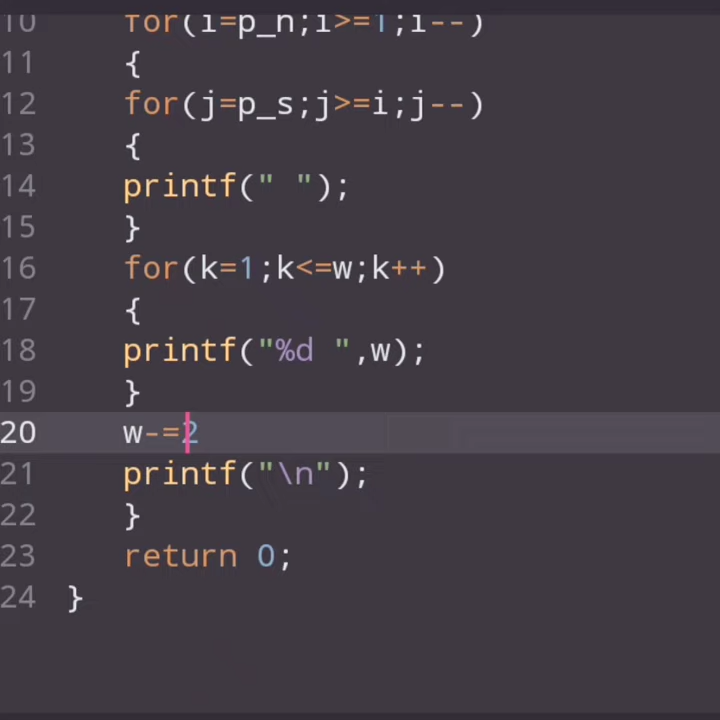 10 for(i=p_n;i>=1;i--)
11 {
12 for(j=p_s;j>=i;j--)
13 {
14 printf(" ");
15 }
16 for(k=1;k<=w;k++)
17 {
18 printf("%d ",w);
19 }
20 w-=2
21 printf("\n");
22 }
23 return 0;
24 }